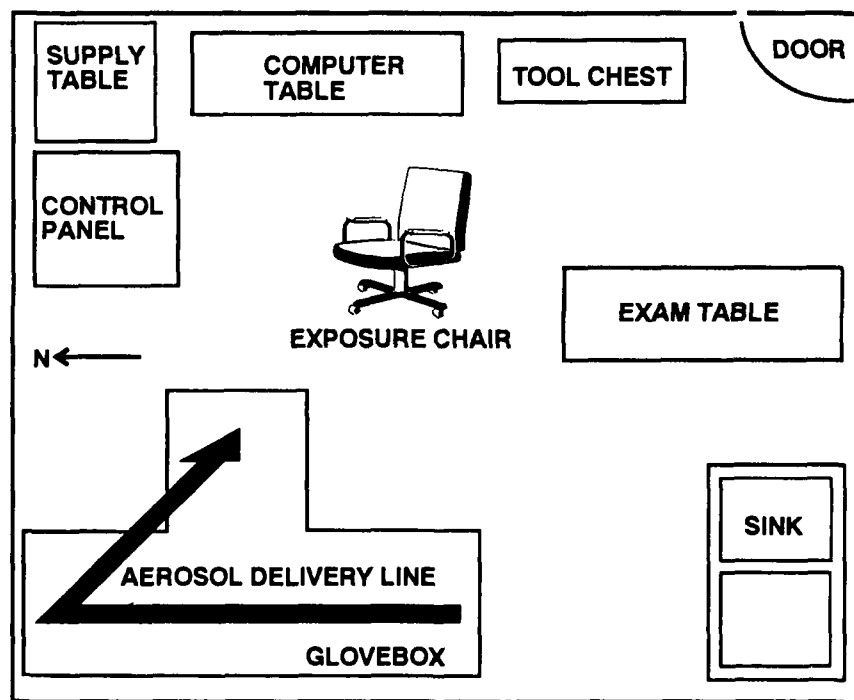 SUPPLY
TABLE
COMPUTER
TABLE
TOOL CHEST
DOOR
CONTROL
PANEL
EXPOSURE CHAIR
EXAM TABLE
N
SINK
AEROSOL DELIVERY LINE
GLOVEBOX